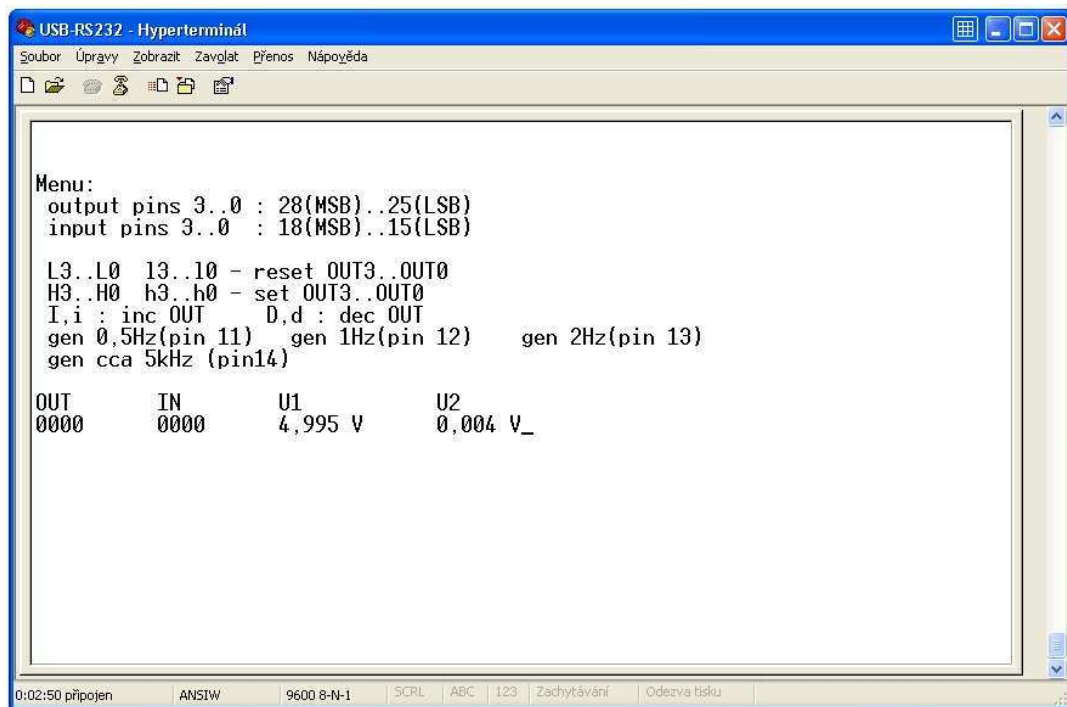 USB-RS232 - Hyperterminál
Soubor Úpravy Zobrazit Zavolat Přenos Nápověda
Menu:
output pins 3..0 : 28(MSB)..25(LSB)
input pins 3..0 : 18(MSB)..15(LSB)
L3..L0 l3..l0 - reset OUT3..OUT0
H3..H0 h3..h0 - set OUT3..OUT0
I,i : inc OUT D,d : dec OUT
gen 0,5Hz(pin 11) gen 1Hz(pin 12) gen 2Hz(pin 13)
gen cca 5kHz (pin14)
OUT IN U1 U2
0000 0000 4,995 V 0,004 V_
0:02:50 připojen ANSIW 9600 8-N-1 SCRL ABC 123 Zachytávání Odezva tisku